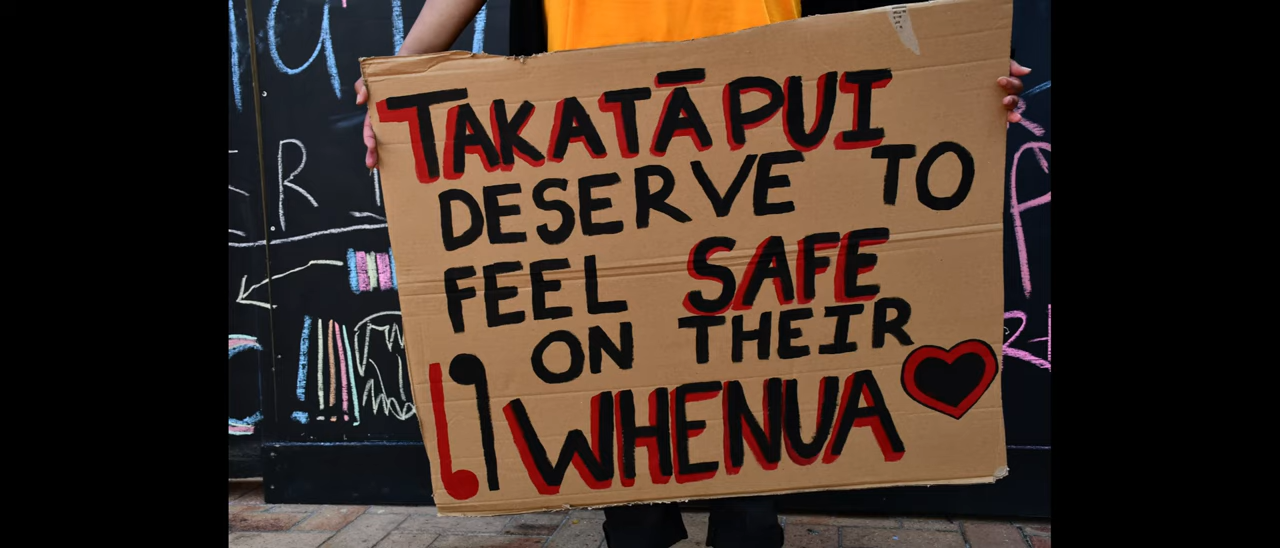 TAKATĀPUI
DESERVE TO
FEEL SAFE
ON THEIR
WHENUA